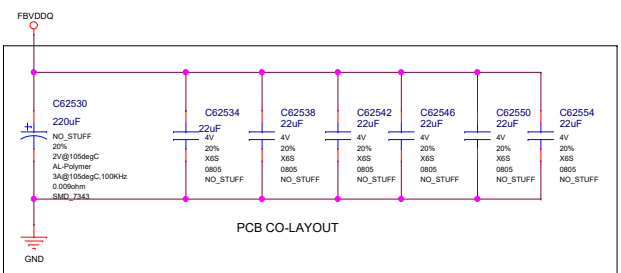 FBVDDQ
C62530
220uF
NO_STUFF
20%
2V@105degC
AL-Polymer
3A@105degC,100KHz
0.009ohm
SMD_7343
C62534
22uF
4V
20%
X6S
0805
NO_STUFF
C62538
22uF
4V
20%
X6S
0805
NO_STUFF
C62542
22uF
4V
20%
X6S
0805
NO_STUFF
C62546
22uF
4V
20%
X6S
0805
NO_STUFF
C62550
22uF
4V
20%
X6S
0805
NO_STUFF
C62554
22uF
4V
20%
X6S
0805
NO_STUFF
PCB CO-LAYOUT
GND